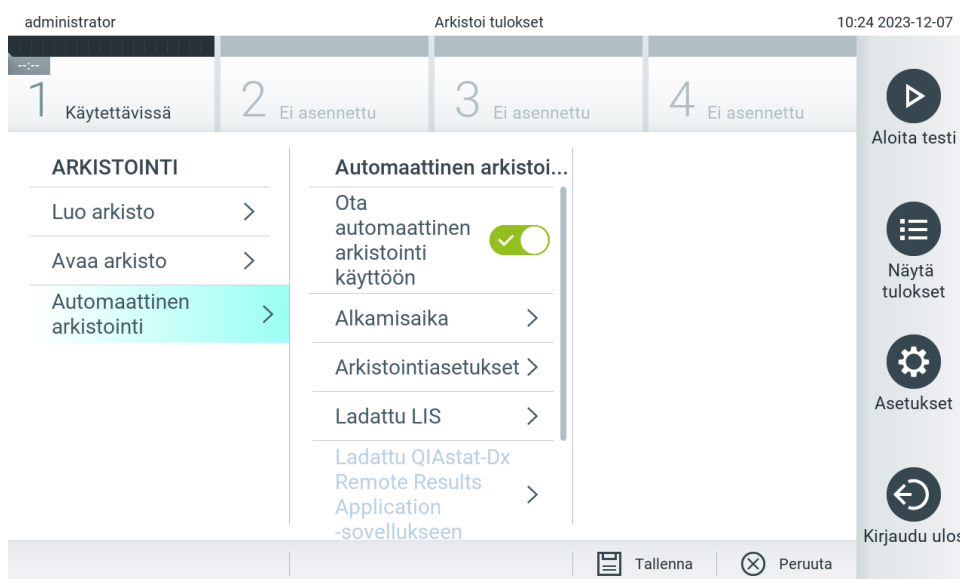 administrator
Arkistoi tulokset
10:24 2023-12-07
--:--
1 Käytettävissä
2 Ei asennettu
3 Ei asennettu
4 Ei asennettu
Aloita testi
Näytä
tulokset
Asetukset
Kirjaudu ulos
ARKISTOINTI
Luo arkisto
Avaa arkisto
Automaattinen
arkistointi
Automaattinen arkistoi...
Ota
automaattinen
arkistointi
käyttöön
Alkamisaika
Arkistointiasetukset
Ladattu LIS
Ladattu QIAstat-Dx
Remote Results
Application
-sovellukseen
Tallenna
Peruuta